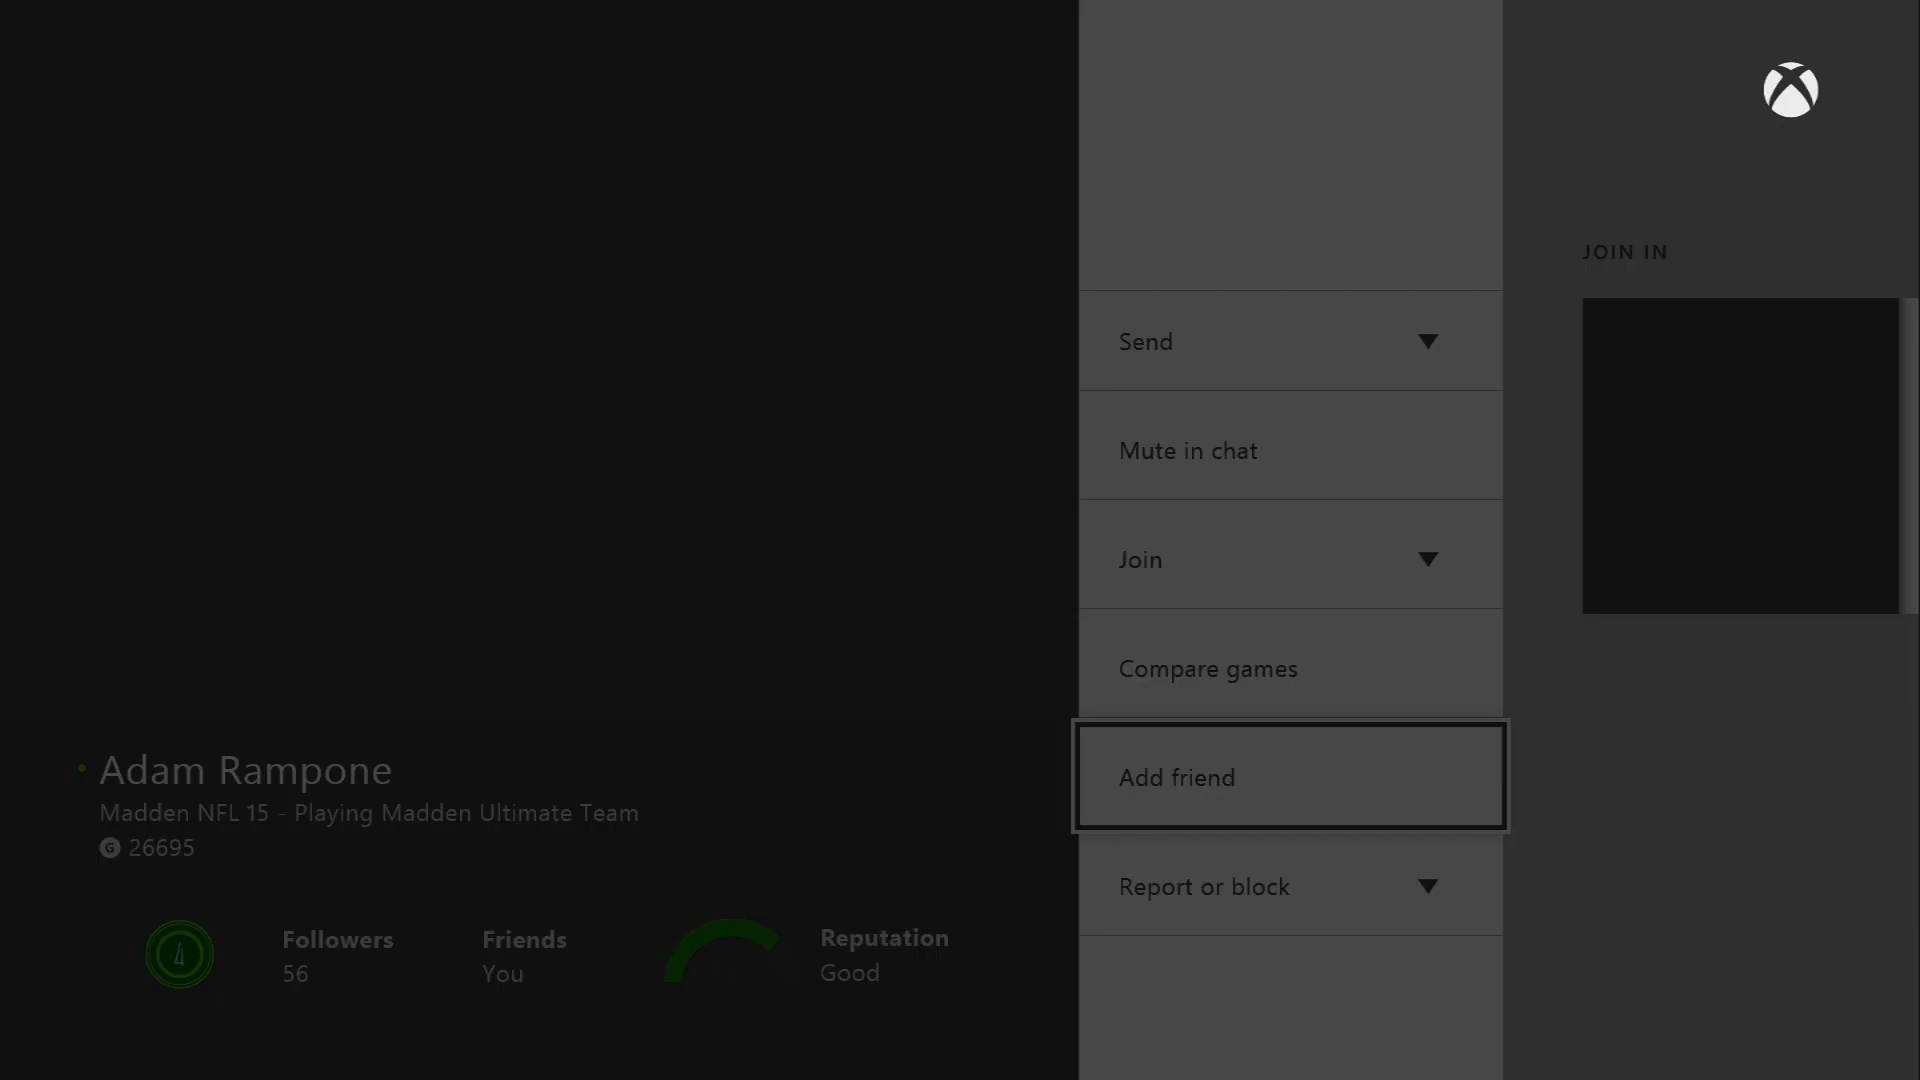 JOIN IN
Send
Mute in chat
Join
Compare games
Add friend
Report or block
Adam Rampone
Madden NFL 15 - Playing Madden Ultimate Team
G 26695
4
Followers
56
Friends
You
Reputation
Good